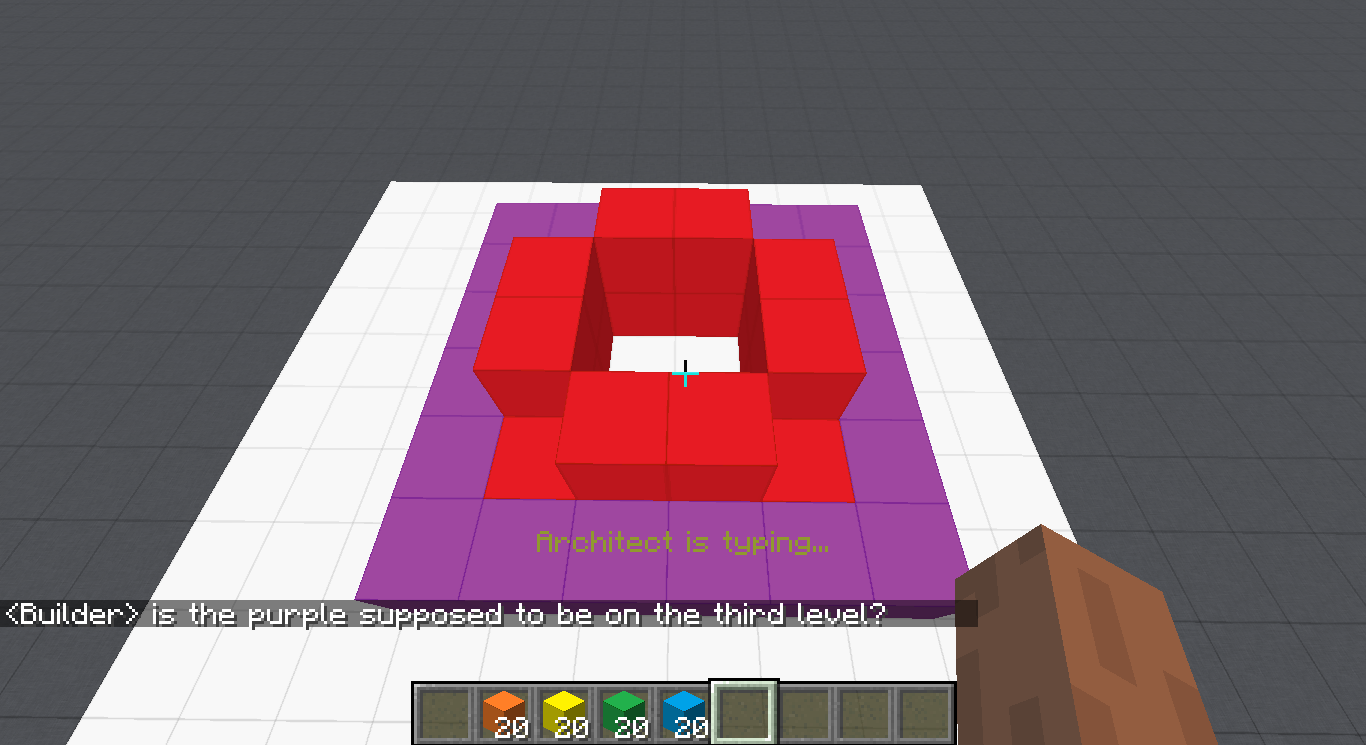 Architect is typing...
<Builder> is the purple supposed to be on the third level?
20 20 20 20